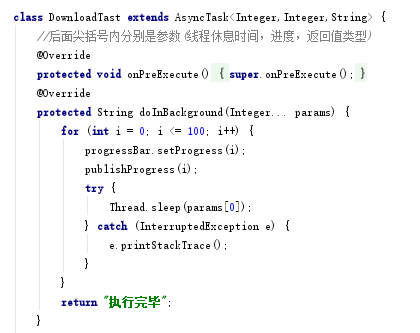 class DownloadTast extends AsyncTask<Integer,Integer,String> {
//后面尖括号内分别是参数(线程休息时间，进度，返回值类型)
@Override
protected void onPreExecute() { super.onPreExecute(); }
@Override
protected String doInBackground(Integer... params) {
for (int i = 0; i <= 100; i++) {
progressBar.setProgress(i);
publishProgress(i);
try {
Thread.sleep(params[0]);
} catch (InterruptedException e) {
e.printStackTrace();
}
}
return "执行完毕";
}